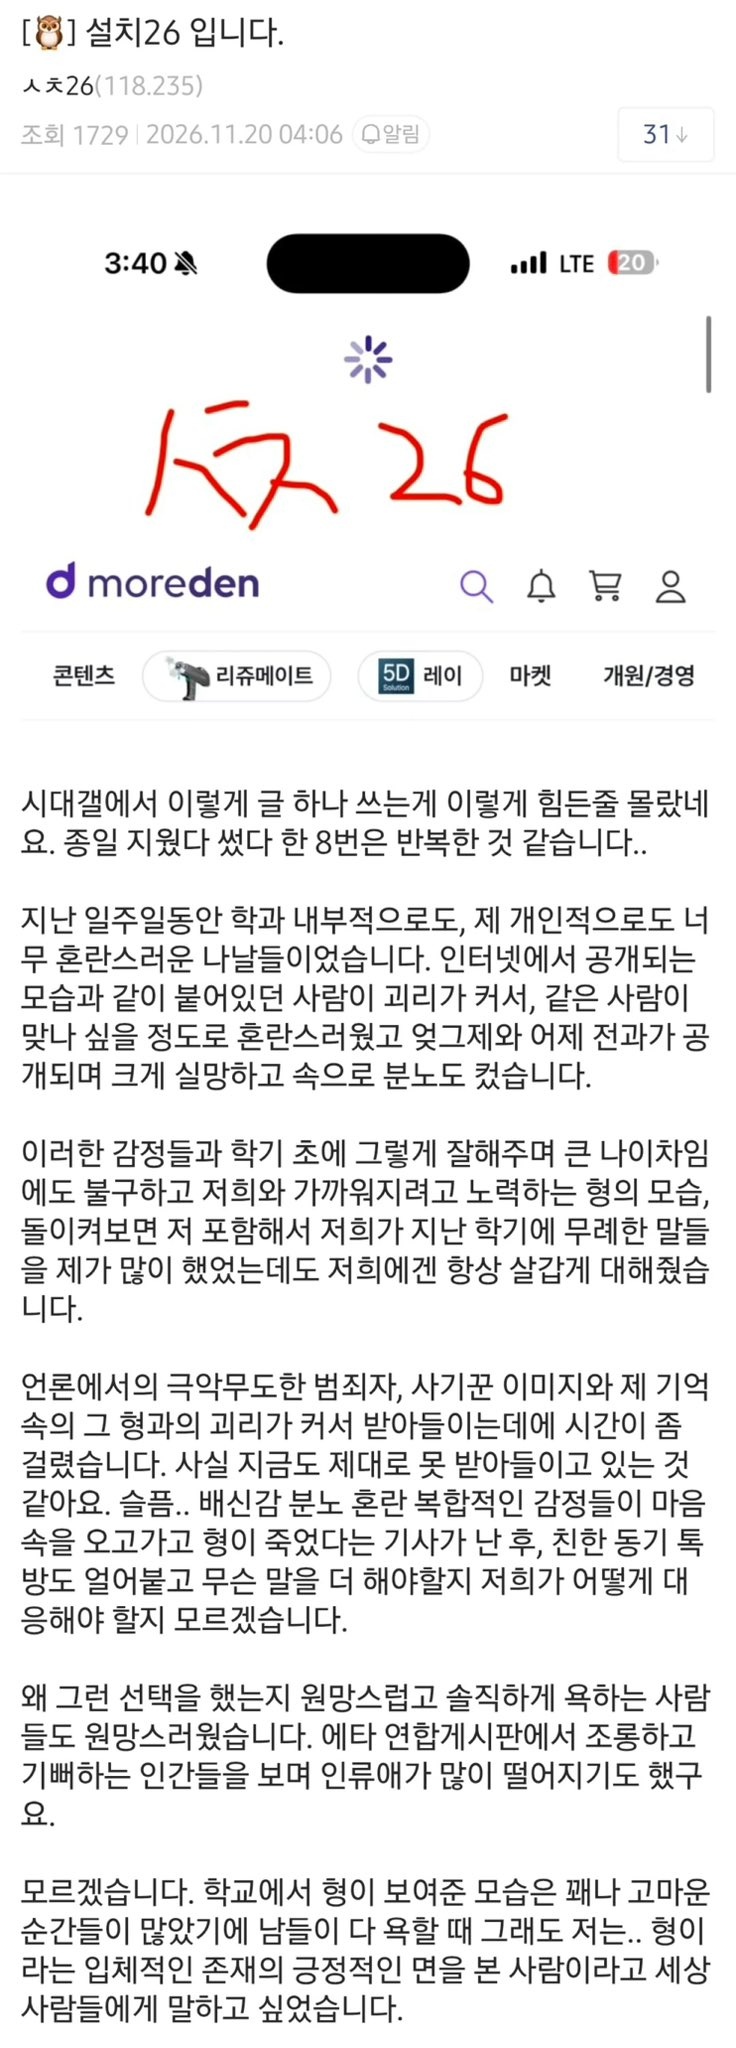 [🦉] 설치26 입니다.
ㅅㅊ26(118.235)
조회 1729 | 2026.11.20 04:06 알림
31↓
3:40 LTE 20
ㅅㅊ 26
moreden
콘텐츠 리쥬메이트 5D Solution 레이 마켓 개원/경영
시대갤에서 이렇게 글 하나 쓰는게 이렇게 힘든줄 몰랐네
요. 종일 지웠다 썼다 한 8번은 반복한 것 같습니다..
지난 일주일동안 학과 내부적으로도, 제 개인적으로도 너
무 혼란스러운 나날들이었습니다. 인터넷에서 공개되는
모습과 같이 붙어있던 사람이 괴리가 커서, 같은 사람이
맞나 싶을 정도로 혼란스러웠고 엊그제와 어제 전과가 공
개되며 크게 실망하고 속으로 분노도 컸습니다.
이러한 감정들과 학기 초에 그렇게 잘해주며 큰 나이차임
에도 불구하고 저희와 가까워지려고 노력하는 형의 모습,
돌이켜보면 저 포함해서 저희가 지난 학기에 무례한 말들
을 제가 많이 했었는데도 저희에겐 항상 살갑게 대해줬습
니다.
언론에서의 극악무도한 범죄자, 사기꾼 이미지와 제 기억
속의 그 형과의 괴리가 커서 받아들이는데에 시간이 좀
걸렸습니다. 사실 지금도 제대로 못 받아들이고 있는 것
같아요. 슬픔.. 배신감 분노 혼란 복합적인 감정들이 마음
속을 오고가고 형이 죽었다는 기사가 난 후, 친한 동기 톡
방도 얼어붙고 무슨 말을 더 해야할지 저희가 어떻게 대
응해야 할지 모르겠습니다.
왜 그런 선택을 했는지 원망스럽고 솔직하게 욕하는 사람
들도 원망스러웠습니다. 에타 연합게시판에서 조롱하고
기뻐하는 인간들을 보며 인류애가 많이 떨어지기도 했구
요.
모르겠습니다. 학교에서 형이 보여준 모습은 꽤나 고마운
순간들이 많았기에 남들이 다 욕할 때 그래도 저는.. 형이
라는 입체적인 존재의 긍정적인 면을 본 사람이라고 세상
사람들에게 말하고 싶었습니다.